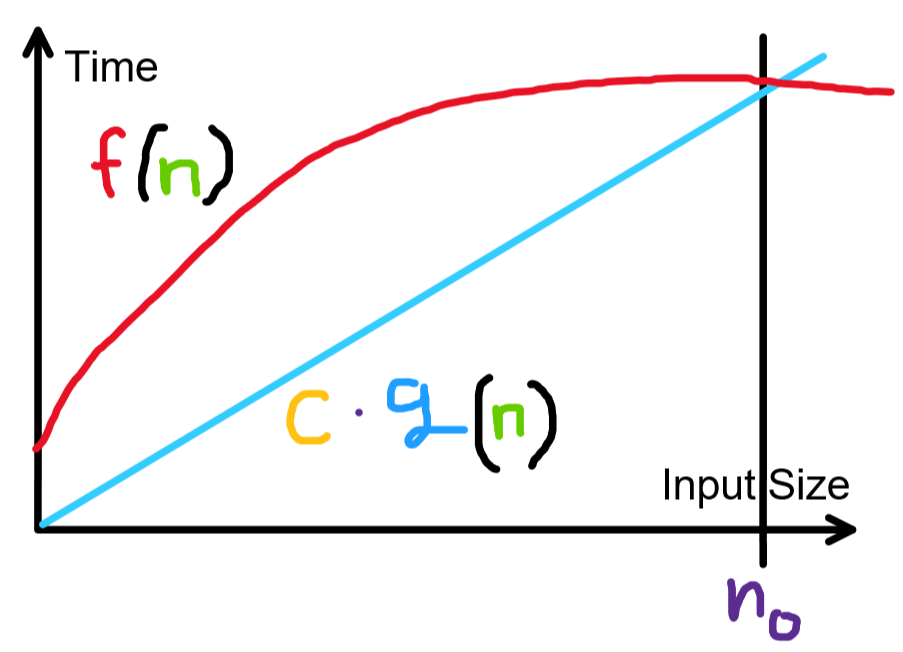 Time
f(n)
c · g(n)
Input Size
n₀